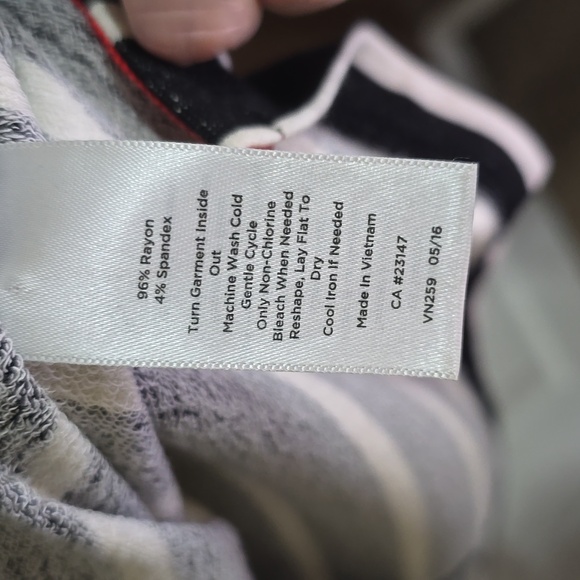 96% Rayon
4% Spandex
Turn Garment Inside
Out
Machine Wash Cold
Gentle Cycle
Only Non-Chlorine
Bleach When Needed
Reshape, Lay Flat To
Dry
Cool Iron If Needed
Made In Vietnam
CA #23147
VN259 05/16